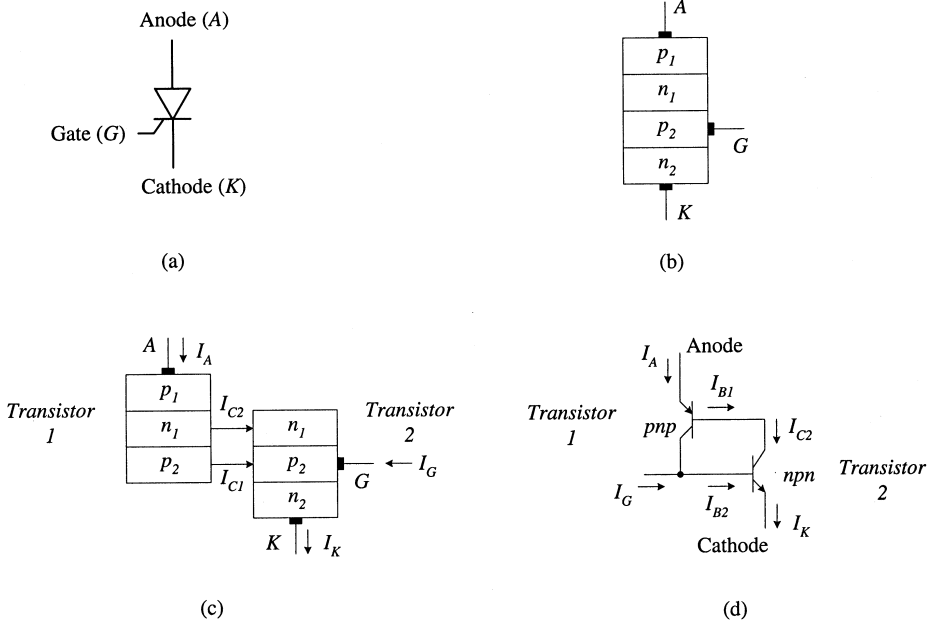 Anode (A)
Gate (G)
Cathode (K)
(a)
A
p1
n1
p2
n2
G
K
(b)
A
IA
p1
n1
p2
IC2
IC1
n1
p2
n2
Transistor
1
Transistor
2
G
IG
K
IK
(c)
Anode
IA
IB1
Transistor
1
pnp
IC2
npn
Transistor
2
IG
IB2
IK
Cathode
(d)